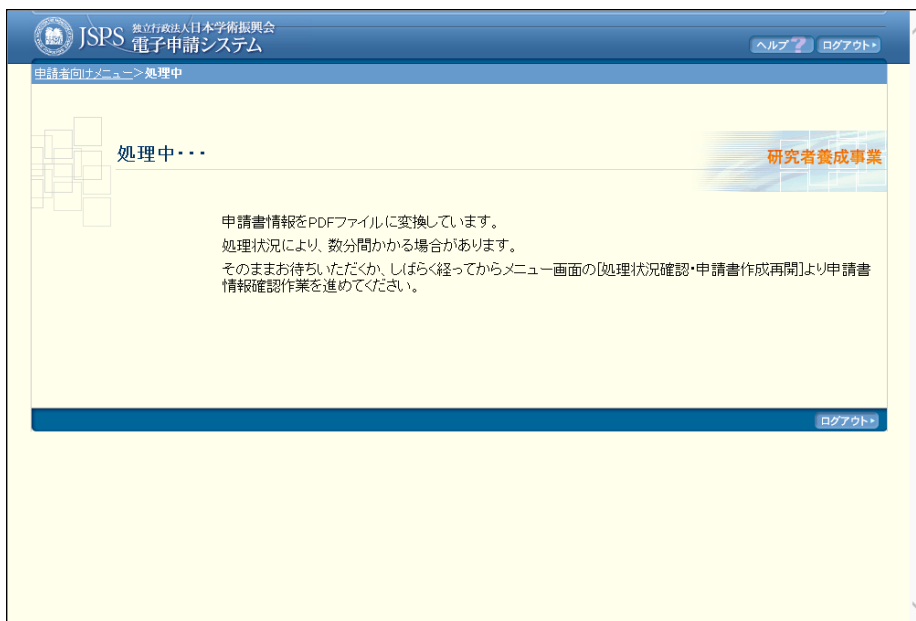 JSPS 独立行政法人日本学術振興会
電子申請システム
ヘルプ ? ログアウト
申請者向けメニュー>処理中
処理中・・・
研究者養成事業
申請書情報をPDFファイルに変換しています。
処理状況により、数分間かかる場合があります。
そのままお待ちいただくか、しばらく経ってからメニュー画面の[処理状況確認・申請書作成再開]より申請書
情報確認作業を進めてください。
ログアウト